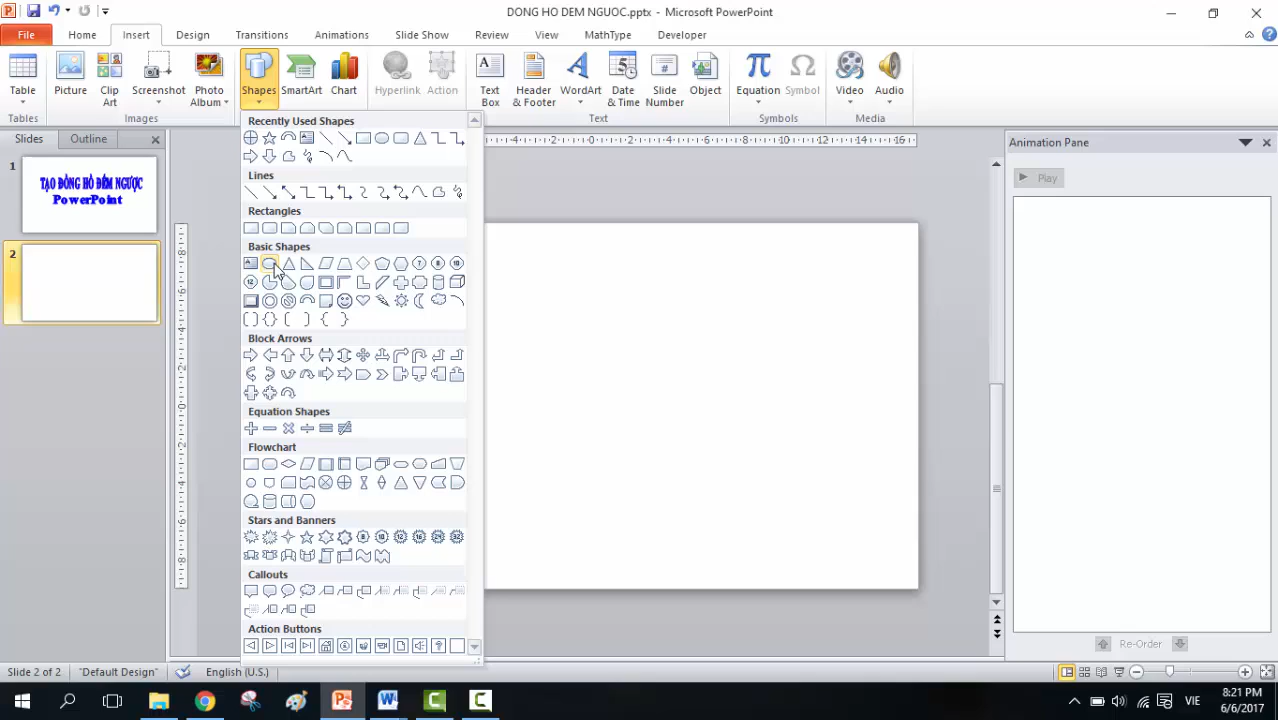 DONG HO DEM NGUOC.pptx - Microsoft PowerPoint
File Home Insert Design Transitions Animations Slide Show Review View MathType Developer
Table
Picture
Clip
Art
Screenshot
Photo
Album
Shapes
SmartArt
Chart
Hyperlink
Action
Text
Box
Header
& Footer
WordArt
Date
& Time
Slide
Number
Object
Equation
Symbol
Video
Audio
Tables
Images
Text
Symbols
Media
Slides Outline
1
TẠO ĐỒNG HỒ ĐẾM NGƯỢC
PowerPoint
2
Recently Used Shapes
Lines
Rectangles
Basic Shapes
Block Arrows
Equation Shapes
Flowchart
Stars and Banners
Callouts
Action Buttons
Animation Pane
Play
Re-Order
Slide 2 of 2 "Default Design" English (U.S.)
VIE
8:21 PM
6/6/2017